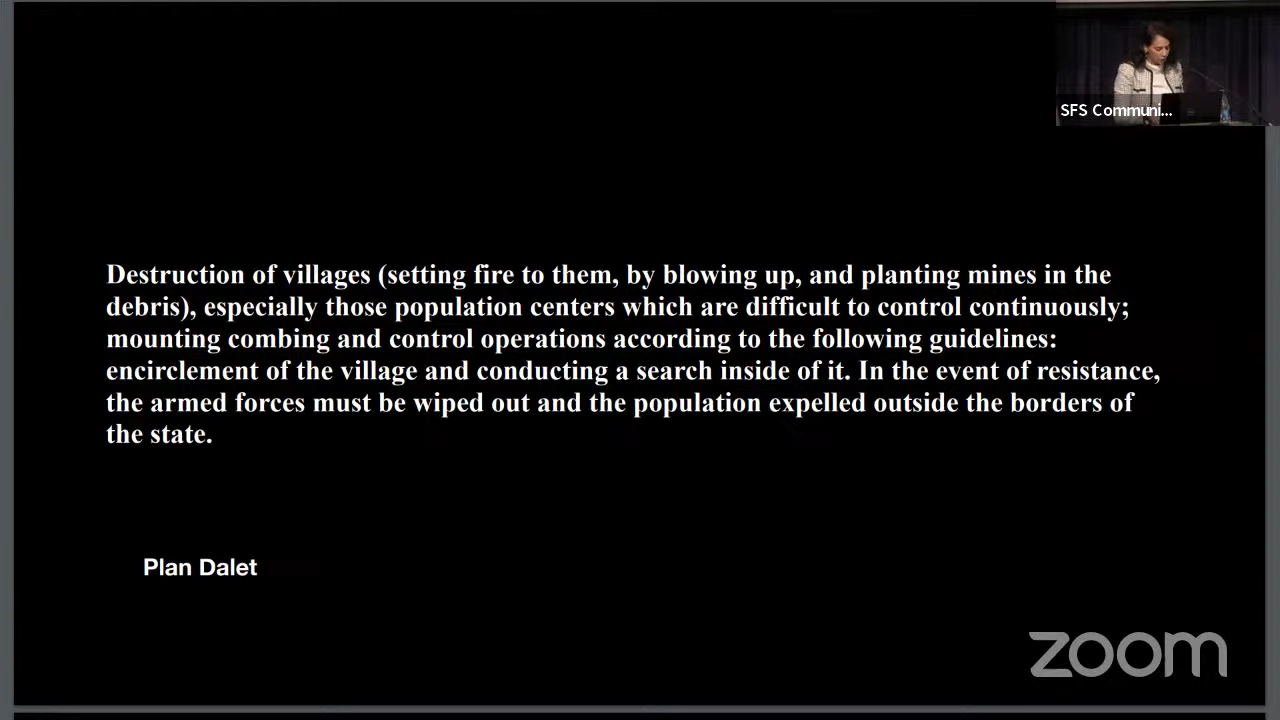 SFS Communi...
Destruction of villages (setting fire to them, by blowing up, and planting mines in the
debris), especially those population centers which are difficult to control continuously;
mounting combing and control operations according to the following guidelines:
encirclement of the village and conducting a search inside of it. In the event of resistance,
the armed forces must be wiped out and the population expelled outside the borders of
the state.
Plan Dalet
zoom